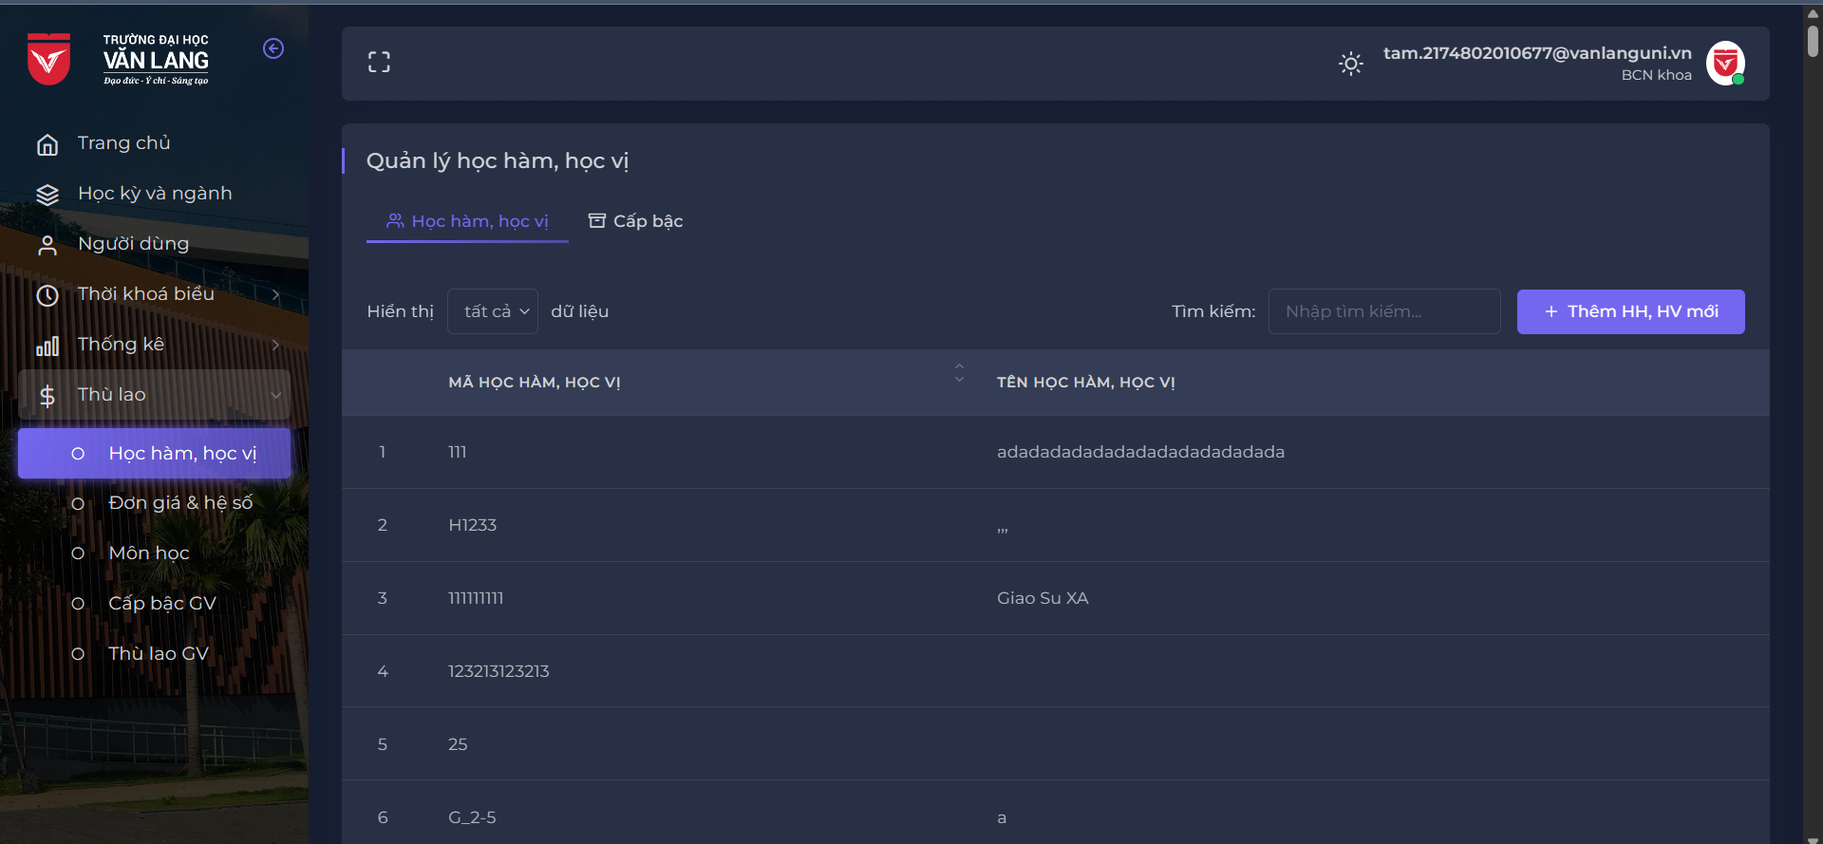 TRƯỜNG ĐẠI HỌC
VĂN LANG
Đạo đức - Ý chí - Sáng tạo
Trang chủ
Học kỳ và ngành
Người dùng
Thời khoá biểu
Thống kê
Thù lao
Học hàm, học vị
Đơn giá & hệ số
Môn học
Cấp bậc GV
Thù lao GV
tam.2174802010677@vanlanguni.vn
BCN khoa
Quản lý học hàm, học vị
Học hàm, học vị
Cấp bậc
Hiển thị tất cả dữ liệu
Tìm kiếm: Nhập tìm kiếm... + Thêm HH, HV mới
MÃ HỌC HÀM, HỌC VỊ TÊN HỌC HÀM, HỌC VỊ
1 111 adadadadadadadadadadadadada
2 H1233 ,,,
3 111111111 Giao Su XA
4 123213123213
5 25
6 G_2-5 a